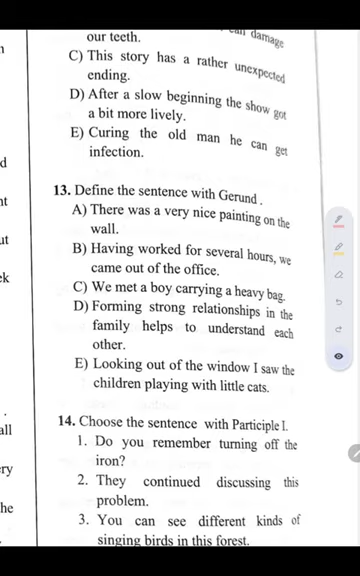 can damage
our teeth.
C) This story has a rather unexpected
ending.
D) After a slow beginning the show got
a bit more lively.
E) Curing the old man he can get
infection.
13. Define the sentence with Gerund .
A) There was a very nice painting on the
wall.
B) Having worked for several hours, we
came out of the office.
C) We met a boy carrying a heavy bag.
D) Forming strong relationships in the
family helps to understand each
other.
E) Looking out of the window I saw the
children playing with little cats.
14. Choose the sentence with Participle I.
1. Do you remember turning off the
iron?
2. They continued discussing this
problem.
3. You can see different kinds of
singing birds in this forest.